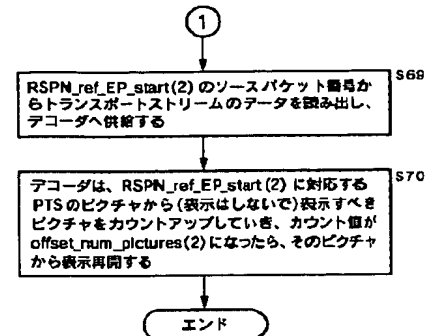 1
S69
RSPN_ref_EP_start(2)のソースパケット番号か
らトランスポートストリームのデータを読み出し、
デコーダへ供給する
S70
デコーダは、RSPN_ref_EP_start(2)に対応する
PTSのピクチャから(表示はしないで)表示すべき
ピクチャをカウントアップしていき、カウント値が
offset_num_pictures(2)になったら、そのピクチャ
から表示再開する
エンド